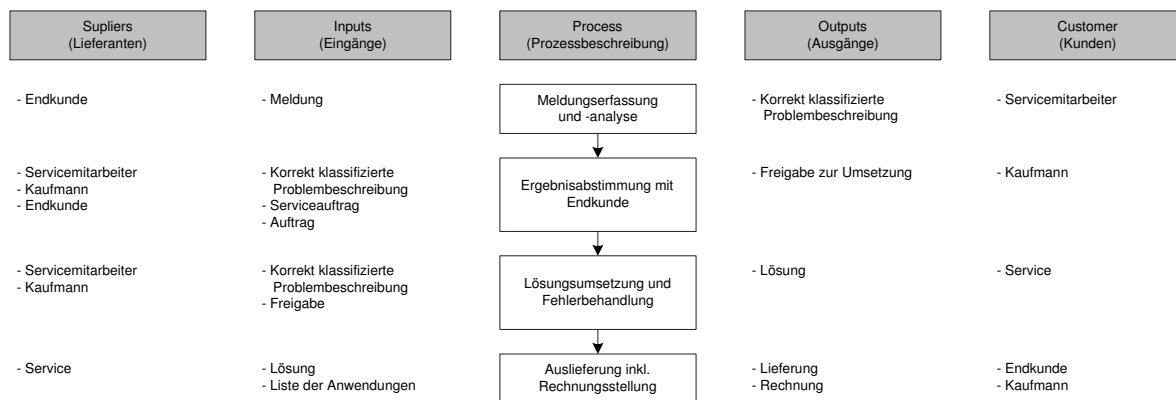 Supliers
(Lieferanten)
Inputs
(Eingänge)
Process
(Prozessbeschreibung)
Outputs
(Ausgänge)
Customer
(Kunden)
- Endkunde
- Meldung
Meldungserfassung
und -analyse
- Korrekt klassifizierte
Problembeschreibung
- Servicemitarbeiter
- Servicemitarbeiter
- Kaufmann
- Endkunde
- Korrekt klassifizierte
Problembeschreibung
- Serviceauftrag
- Auftrag
Ergebnisabstimmung mit
Endkunde
- Freigabe zur Umsetzung
- Kaufmann
- Servicemitarbeiter
- Kaufmann
- Korrekt klassifizierte
Problembeschreibung
- Freigabe
Lösungsumsetzung und
Fehlerbehandlung
- Lösung
- Service
- Service
- Lösung
- Liste der Anwendungen
Auslieferung inkl.
Rechnungsstellung
- Lieferung
- Rechnung
- Endkunde
- Kaufmann